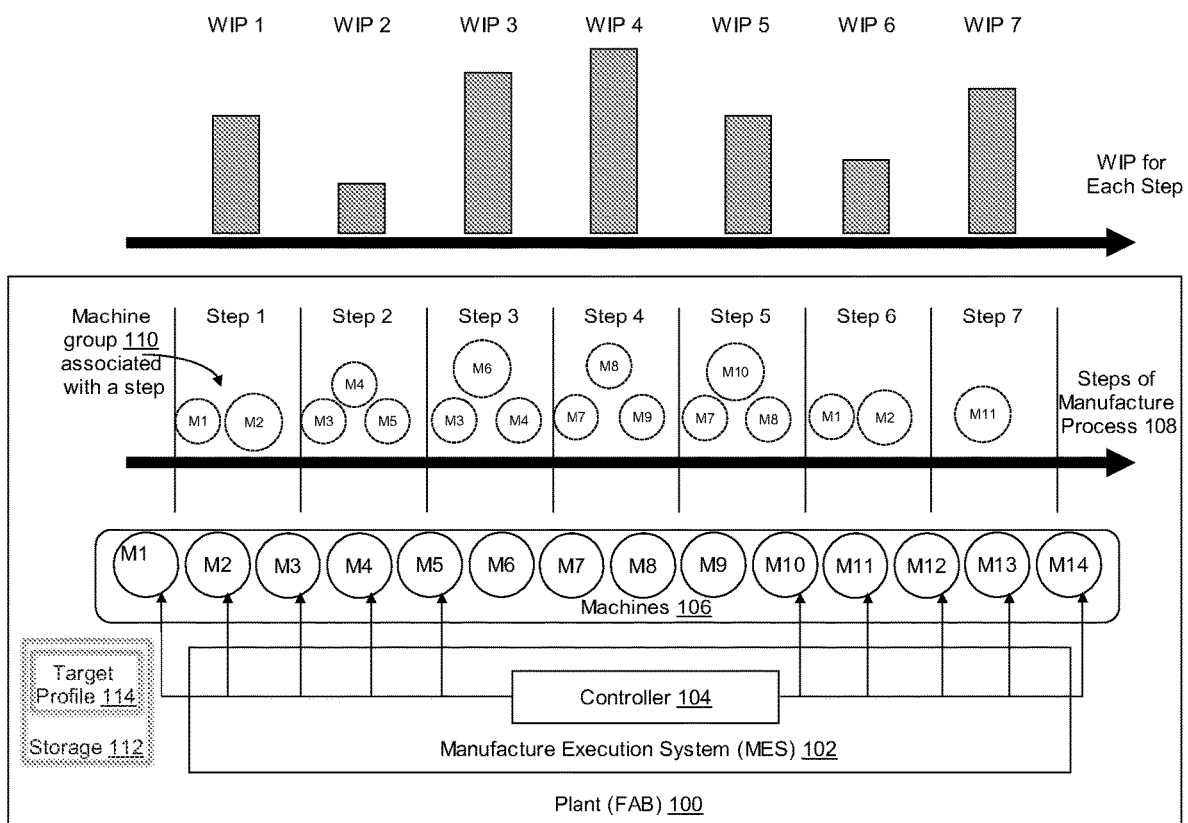 WIP 1 WIP 2 WIP 3 WIP 4 WIP 5 WIP 6 WIP 7
WIP for
Each Step
Machine
group 110
associated
with a step
Step 1 Step 2 Step 3 Step 4 Step 5 Step 6 Step 7
M1 M2
M4
M3 M5
M6
M3 M4
M8
M7 M9
M10
M7 M8
M1 M2
M11
Steps of
Manufacture
Process 108
M1 M2 M3 M4 M5 M6 M7 M8 M9 M10 M11 M12 M13 M14
Machines 106
Target
Profile 114
Storage 112
Controller 104
Manufacture Execution System (MES) 102
Plant (FAB) 100